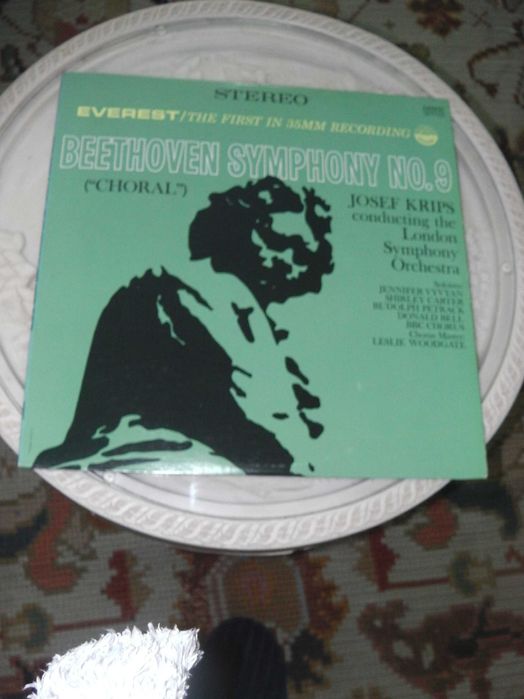 STEREO
EVEREST/THE FIRST IN 35MM RECORDING
BEETHOVEN SYMPHONY NO.9
("CHORAL")
JOSEF KRIPS
conducting the
London
Symphony
Orchestra
Soloists:
JENNIFER VYVYAN
SHIRLEY CARTER
RUDOLPH PETRACK
DONALD BELL
BBC CHORUS
Chorus Master:
LESLIE WOODGATE